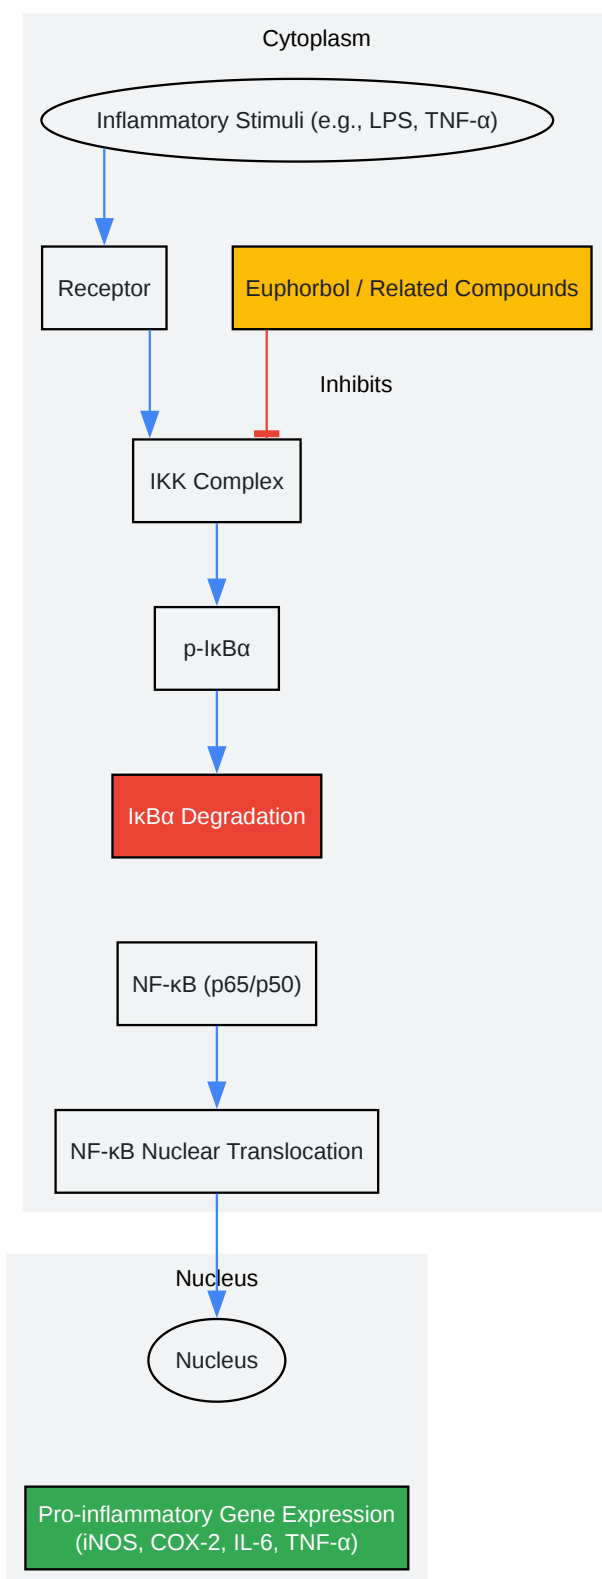 Cytoplasm
Inflammatory Stimuli (e.g., LPS, TNF-α)
Receptor
Euphorbol / Related Compounds
Inhibits
IKK Complex
p-IκBα
IκBα Degradation
NF-κB (p65/p50)
NF-κB Nuclear Translocation
Nucleus
Nucleus
Pro-inflammatory Gene Expression
(iNOS, COX-2, IL-6, TNF-α)